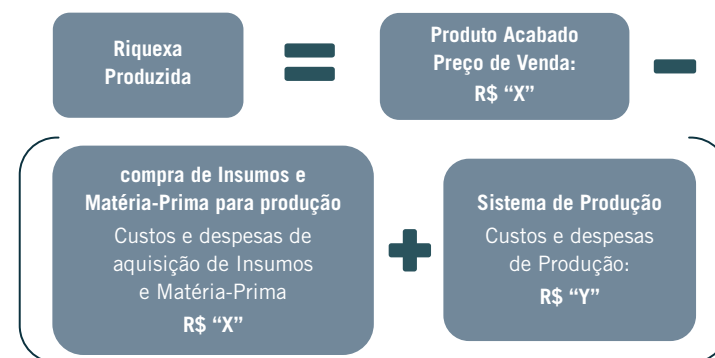 Riquexa
Produzida
=
Produto Acabado
Preço de Venda:
R$ “X”
−
(
compra de Insumos e
Matéria-Prima para produção
Custos e despesas de
aquisição de Insumos
e Matéria-Prima
R$ “X”
+
Sistema de Produção
Custos e despesas
de Produção:
R$ “Y”
)